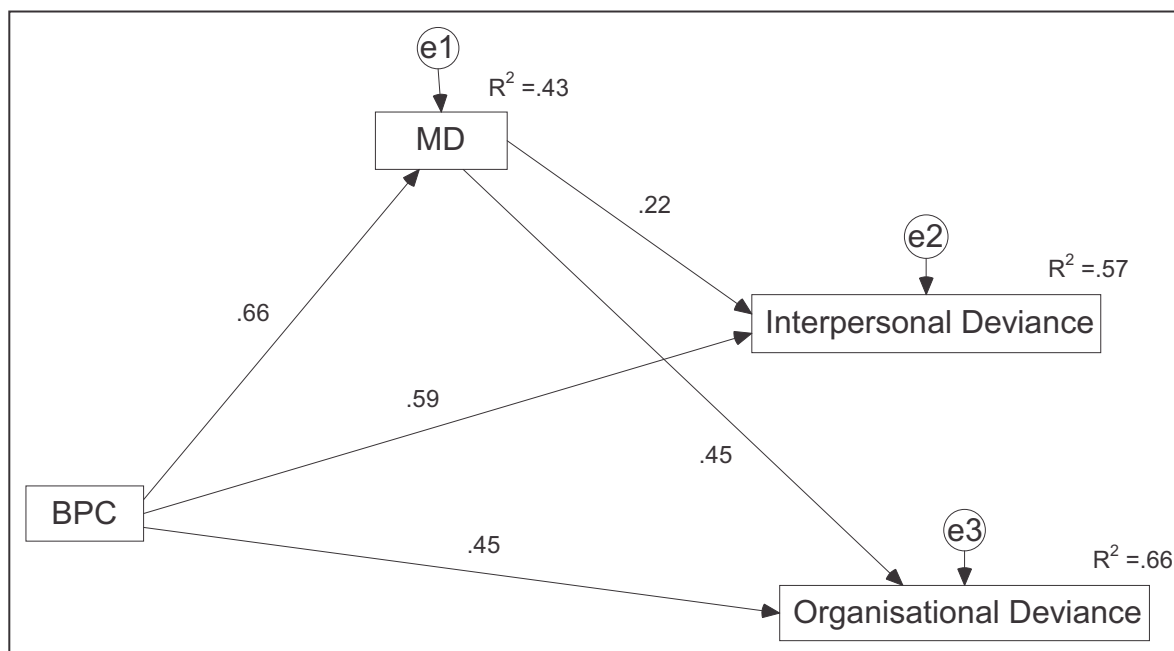 e1
R² =.43
MD
.22
e2
R² =.57
Interpersonal Deviance
.66
.59
.45
BPC
.45
e3
R² =.66
Organisational Deviance